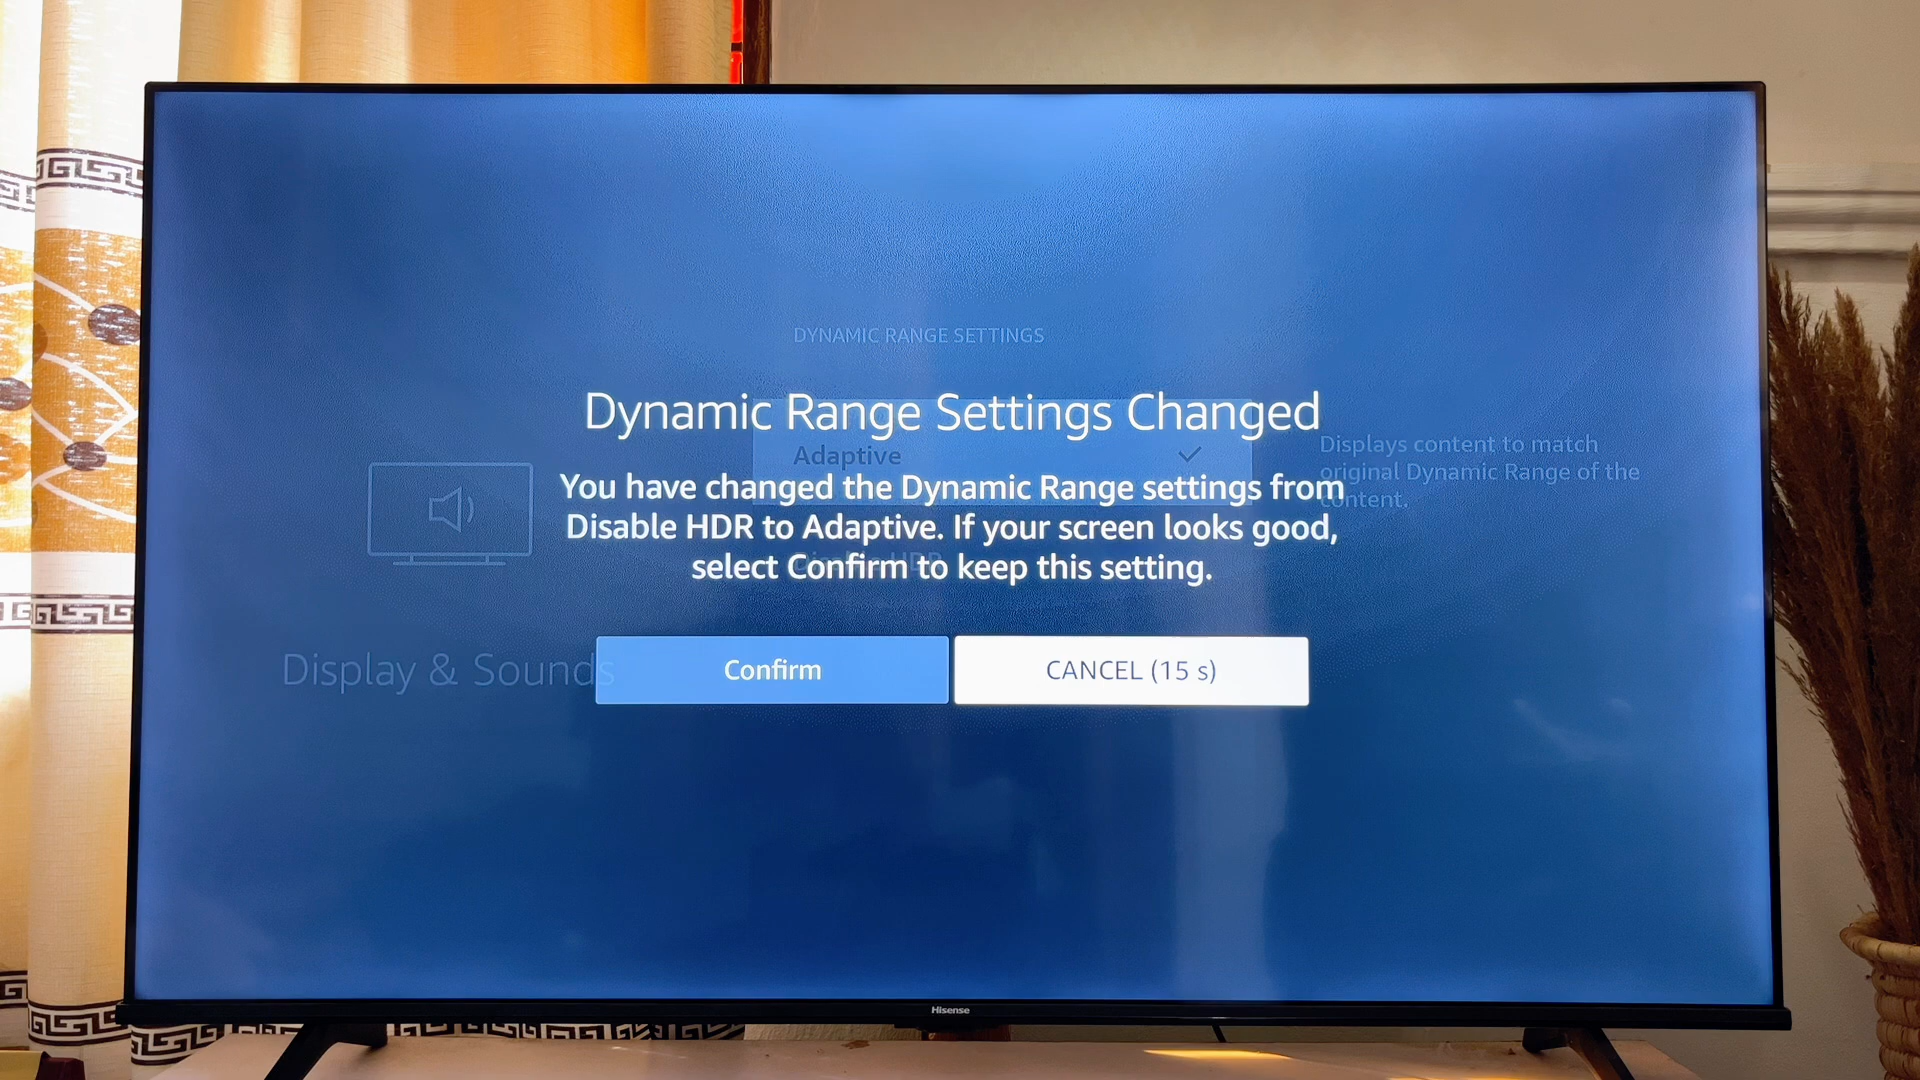 DYNAMIC RANGE SETTINGS
Dynamic Range Settings Changed
Adaptive
Displays content to match
original Dynamic Range of the
content.
You have changed the Dynamic Range settings from
Disable HDR to Adaptive. If your screen looks good,
select Confirm to keep this setting.
Disable HDR
Display & Sounds
Confirm
CANCEL (15 s)
Hisense